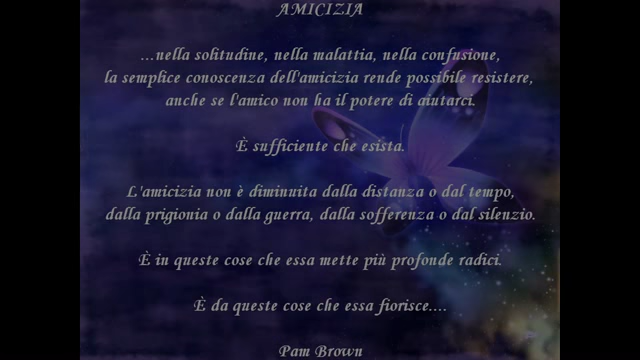 AMICIZIA
...nella solitudine, nella malattia, nella confusione,
la semplice conoscenza dell'amicizia rende possibile resistere,
anche se l'amico non ha il potere di aiutarci.
È sufficiente che esista.
L'amicizia non è diminuita dalla distanza o dal tempo,
dalla prigionia o dalla guerra, dalla sofferenza o dal silenzio.
È in queste cose che essa mette più profonde radici.
È da queste cose che essa fiorisce....
Pam Brown